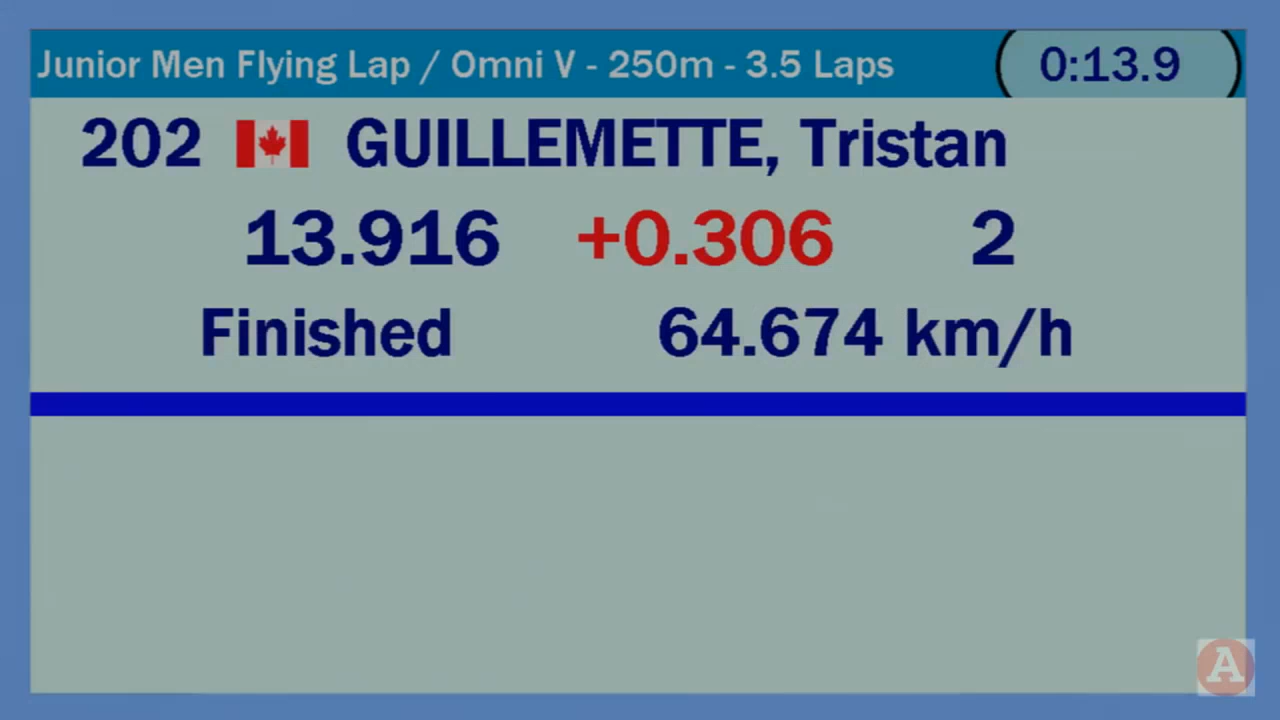 Junior Men Flying Lap / Omni V - 250m - 3.5 Laps 0:13.9
202 GUILLEMETTE, Tristan
13.916 +0.306 2
Finished 64.674 km/h
A